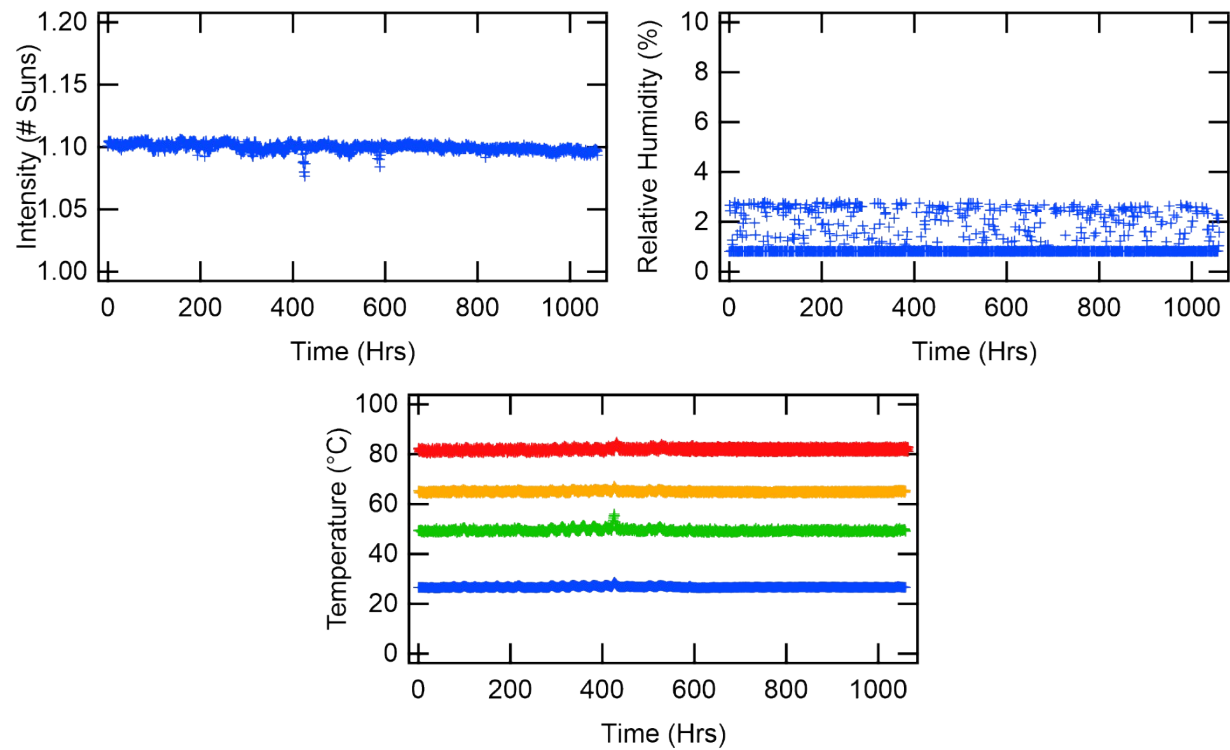 Intensity (# Suns)
1.20
1.15
1.10
1.05
1.00
0 200 400 600 800 1000
Time (Hrs)
Relative Humidity (%)
10
8
6
4
2
0
0 200 400 600 800 1000
Time (Hrs)
Temperature (°C)
100
80
60
40
20
0
0 200 400 600 800 1000
Time (Hrs)